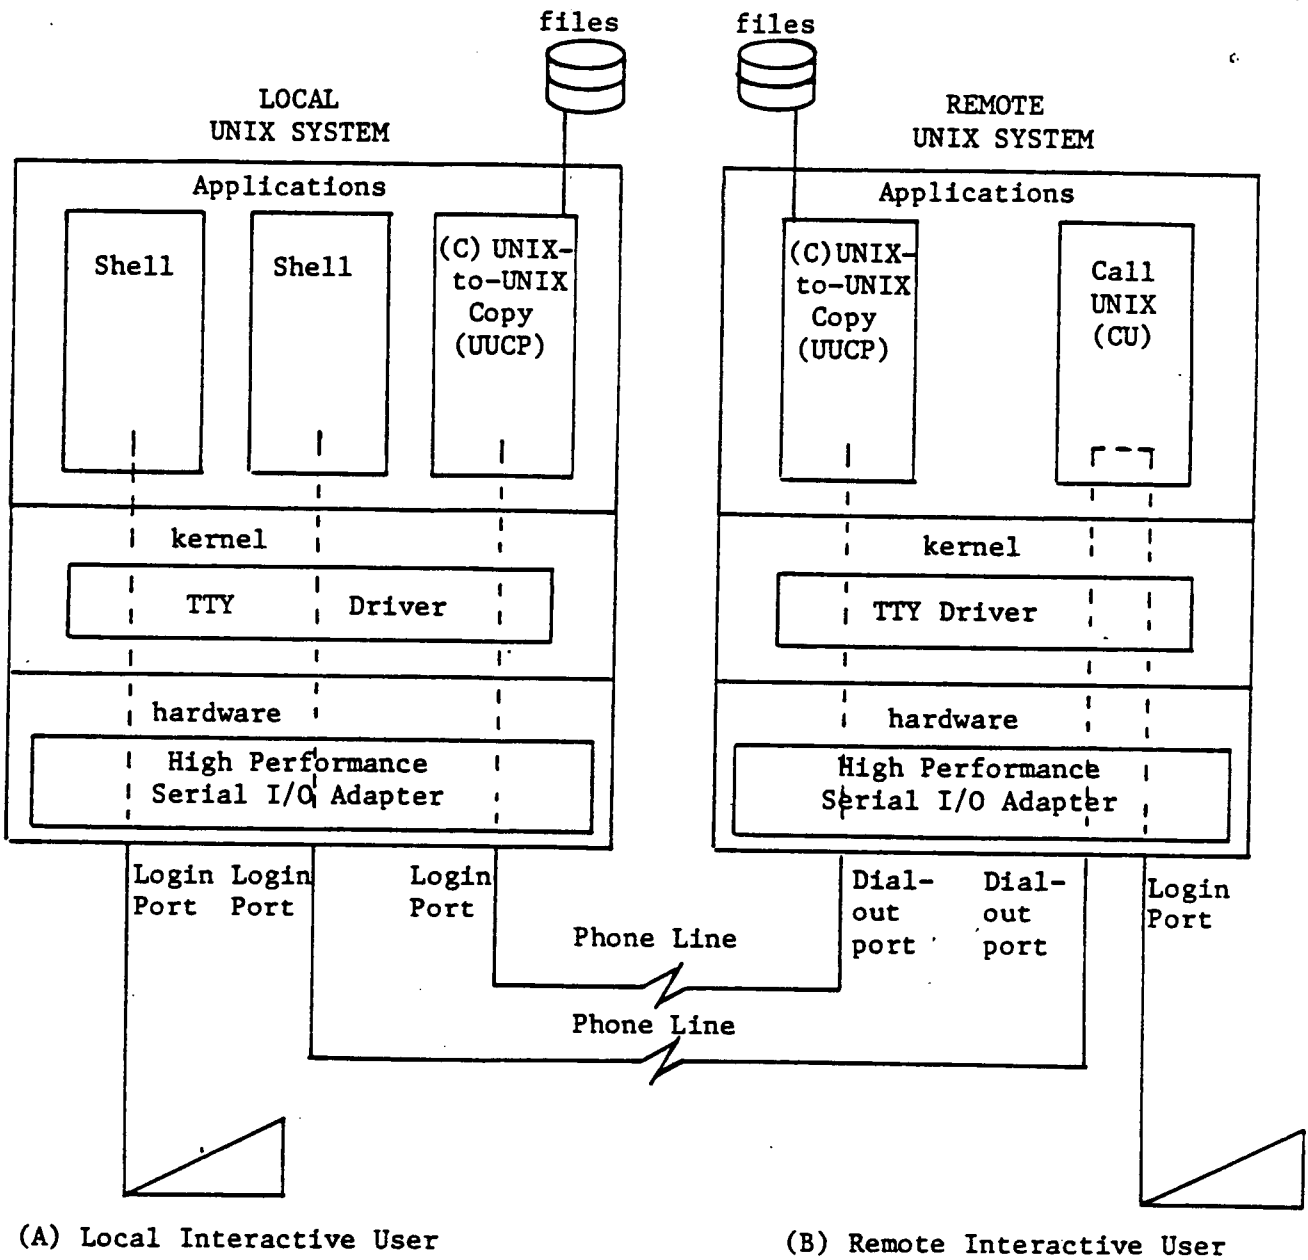 files
files
LOCAL
UNIX SYSTEM
REMOTE
UNIX SYSTEM
Applications
Shell
Shell
(C) UNIX-
to-UNIX
Copy
(UUCP)
kernel
TTY Driver
hardware
High Performance
Serial I/O Adapter
Login
Port
Login
Port
Login
Port
Applications
(C)UNIX-
to-UNIX
Copy
(UUCP)
Call
UNIX
(CU)
kernel
TTY Driver
hardware
High Performance
Serial I/O Adapter
Dial-
out
port
Dial-
out
port
Login
Port
Phone Line
Phone Line
(A) Local Interactive User
(B) Remote Interactive User